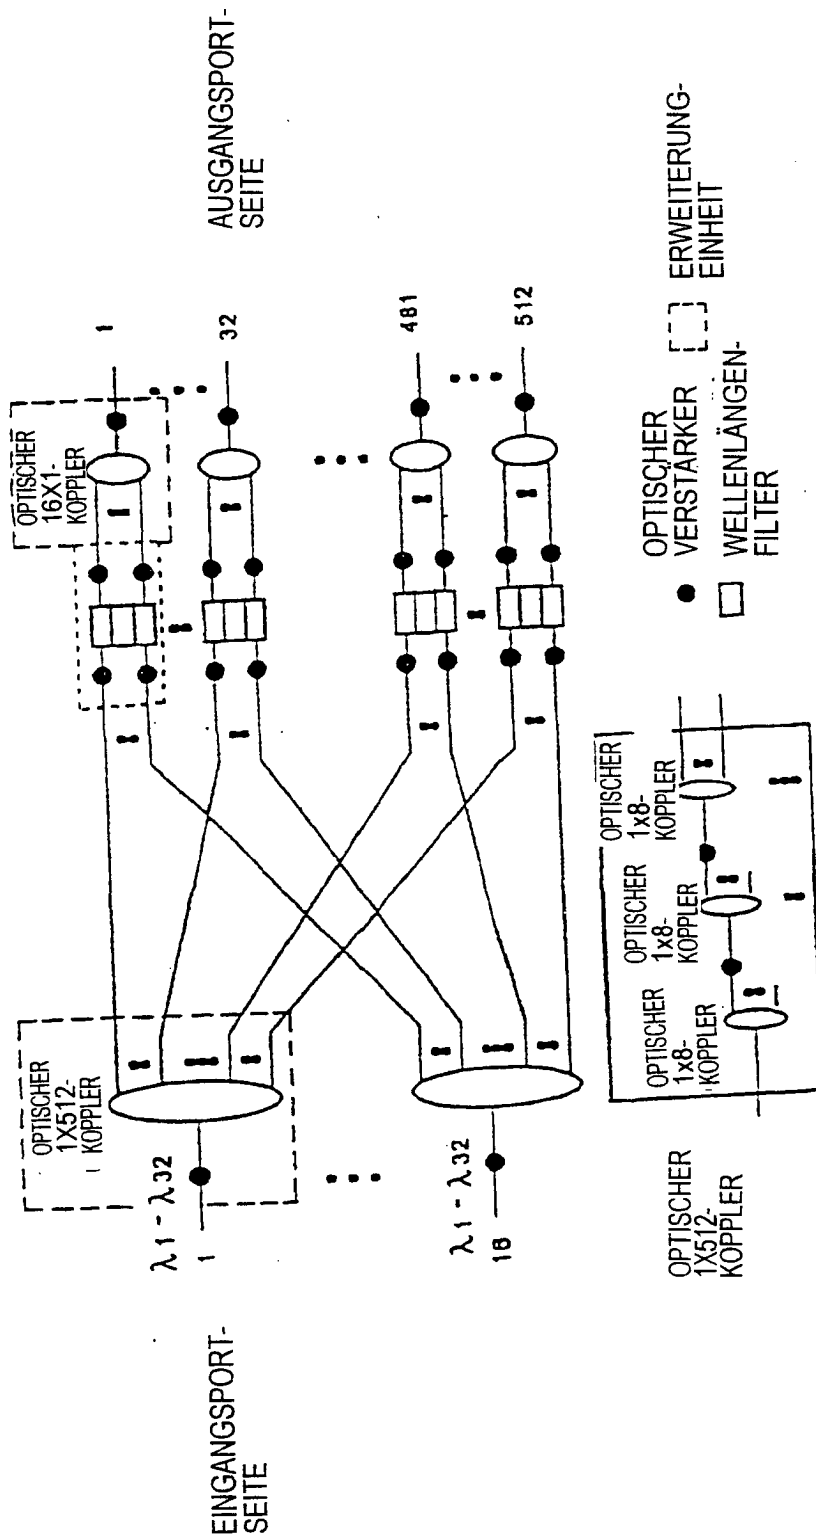 EINGANGSPORT-
SEITE
AUSGANGSPORT-
SEITE
OPTISCHER
1X512-
KOPPLER
λ1 - λ32
1
λ1 - λ32
16
OPTISCHER
16X1-
KOPPLER
1
32
481
512
OPTISCHER
1X512-
KOPPLER
OPTISCHER
1x8-
KOPPLER
OPTISCHER
1x8-
KOPPLER
OPTISCHER
1x8-
KOPPLER
OPTISCHER
VERSTÄRKER
WELLENLÄNGEN-
FILTER
ERWEITERUNG-
EINHEIT